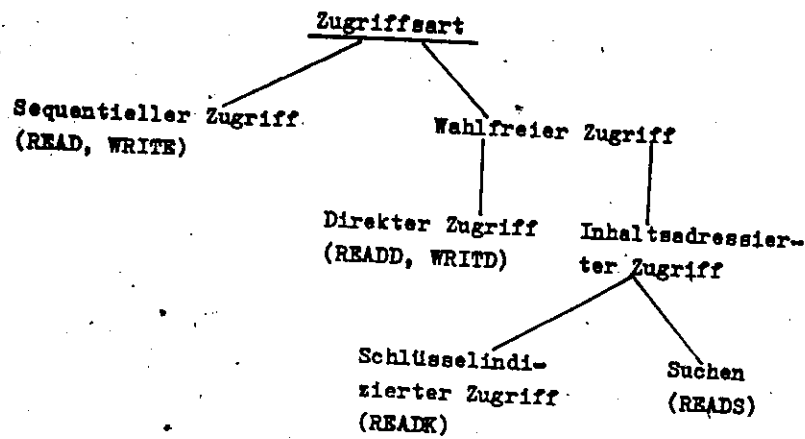 Zugriffsart
Sequentieller Zugriff
(READ, WRITE)
Wahlfreier Zugriff
Direkter Zugriff
(READD, WRITD)
Inhaltsadressier-
ter Zugriff
Schlüsselindi-
zierter Zugriff
(READK)
Suchen
(READS)